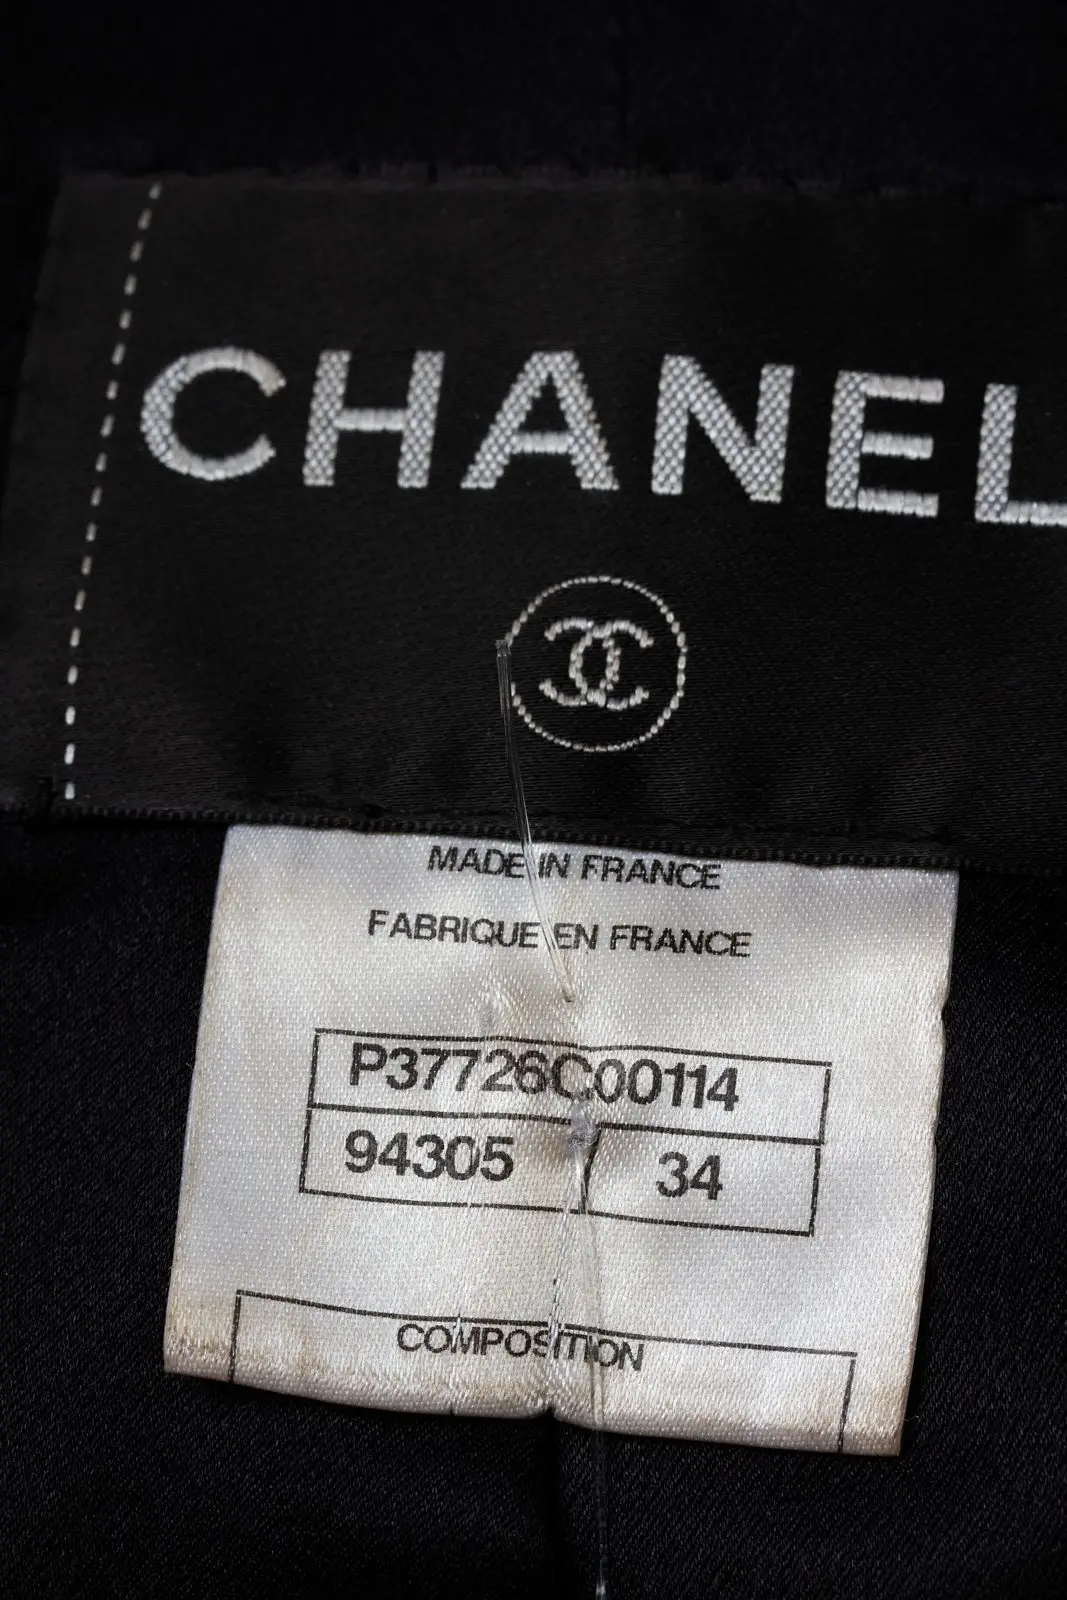 CHANEL
MADE IN FRANCE
FABRIQUE EN FRANCE
P37726C00114
94305 34
COMPOSITION